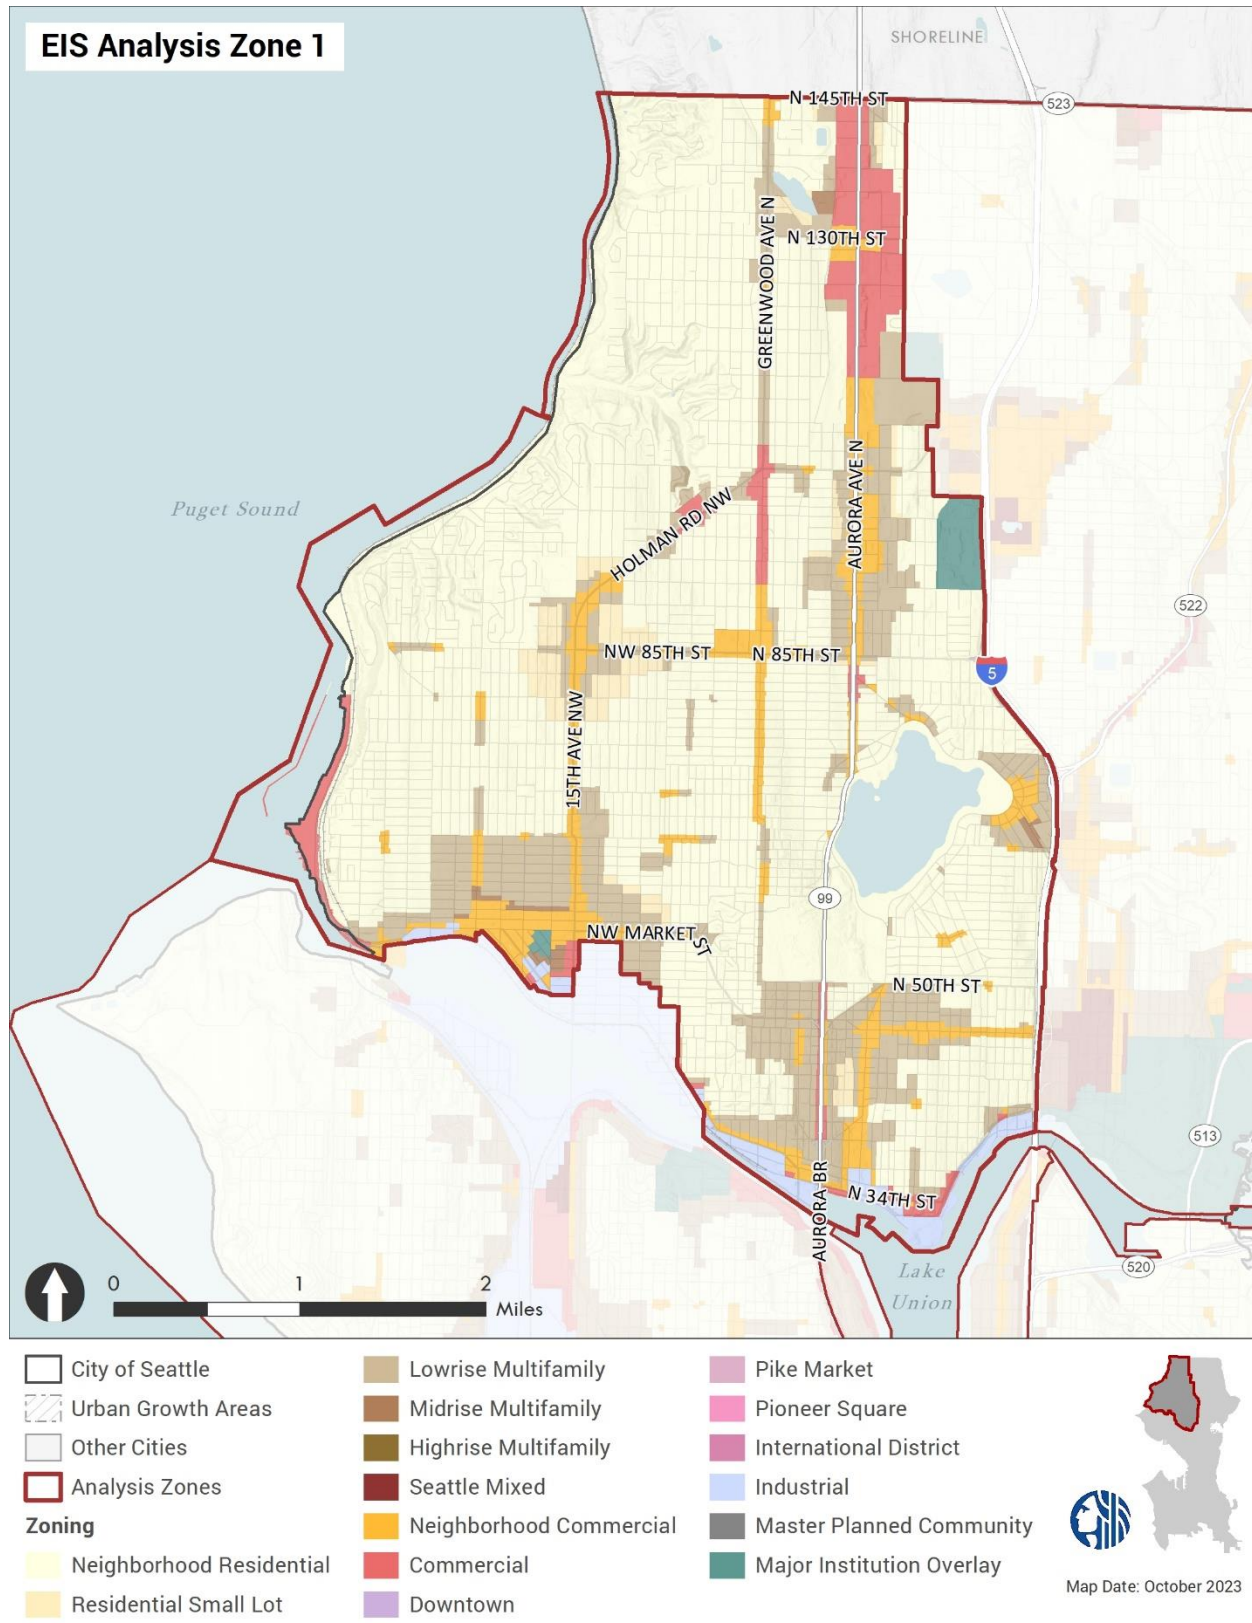 EIS Analysis Zone 1
SHORELINE
N 145TH ST
523
GREENWOOD AVE N
N 130TH ST
AURORA AVE N
Puget Sound
HOLMAN RD NW
522
NW 85TH ST
N 85TH ST
5
15TH AVE NW
99
NW MARKET ST
N 50TH ST
513
N 34TH ST
AURORA BR
520
Lake
Union
0 1 2
Miles
City of Seattle
Urban Growth Areas
Other Cities
Analysis Zones
Zoning
Neighborhood Residential
Residential Small Lot
Lowrise Multifamily
Midrise Multifamily
Highrise Multifamily
Seattle Mixed
Neighborhood Commercial
Commercial
Downtown
Pike Market
Pioneer Square
International District
Industrial
Master Planned Community
Major Institution Overlay
Map Date: October 2023